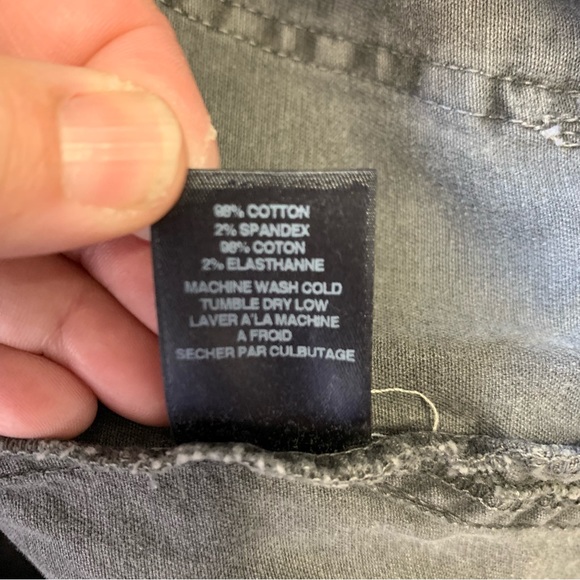 98% COTTON
2% SPANDEX
98% COTON
2% ELASTHANNE
MACHINE WASH COLD
TUMBLE DRY LOW
LAVER A'LA MACHINE
A FROID
SECHER PAR CULBUTAGE